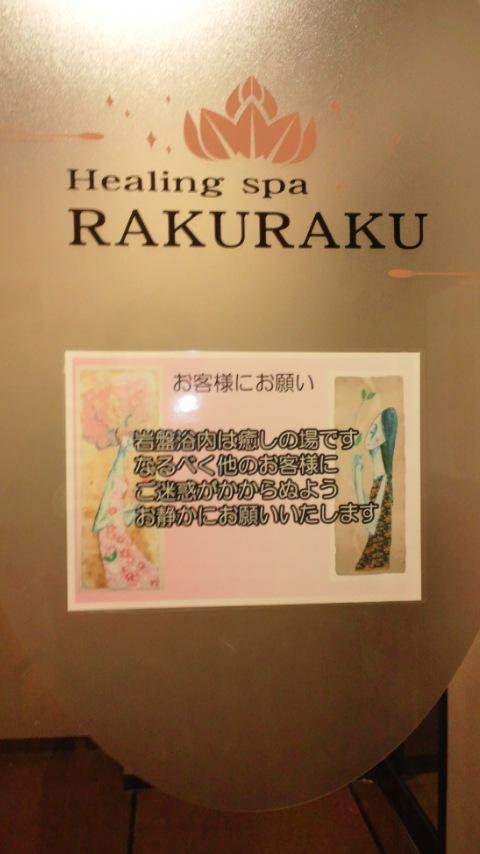 Healing spa
RAKURAKU
お客様にお願い
岩盤浴内は癒しの場です
なるべく他のお客様に
ご迷惑がかからぬよう
お静かにお願いいたします